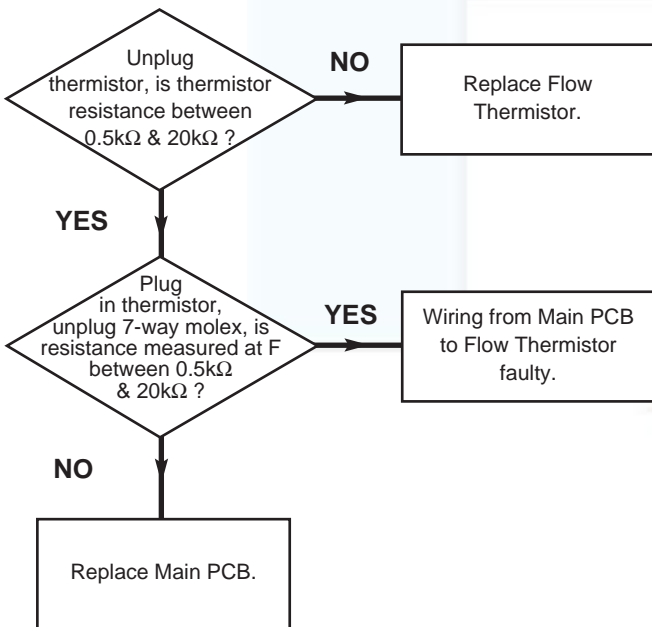 Unplug
thermistor, is thermistor
resistance between
0.5kΩ & 20kΩ ?
NO
Replace Flow
Thermistor.
YES
Plug
in thermistor,
unplug 7-way molex, is
resistance measured at F
between 0.5kΩ
& 20kΩ ?
YES
Wiring from Main PCB
to Flow Thermistor
faulty.
NO
Replace Main PCB.